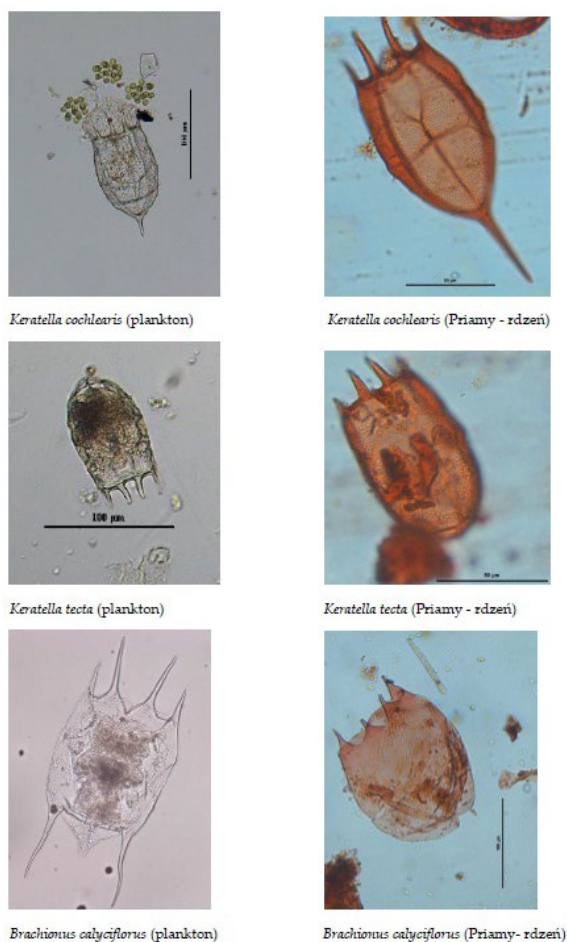 Keratella cochlearis (plankton)
Keratella cochlearis (Priamy - rdzeń)
100 µm
Keratella tecta (plankton)
Keratella tecta (Priamy - rdzeń)
Brachionus calyciflorus (plankton)
Brachionus calyciflorus (Priamy- rdzeń)